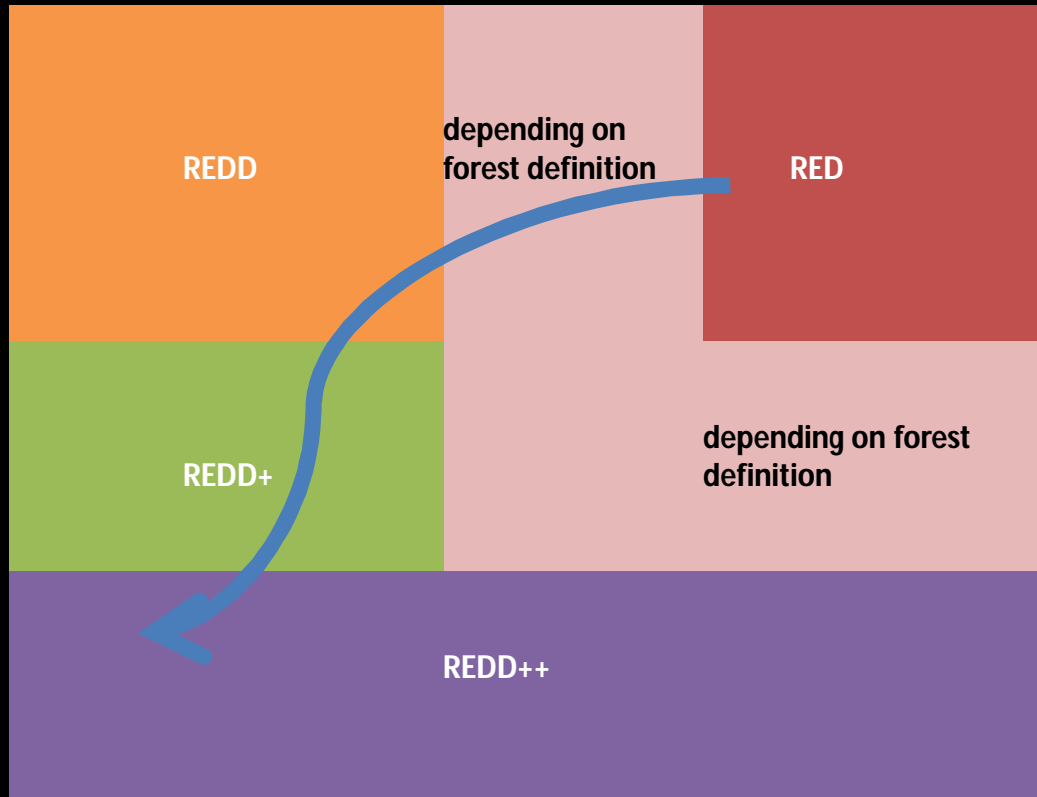 REDD
depending on
forest definition
RED
REDD+
depending on forest
definition
REDD++